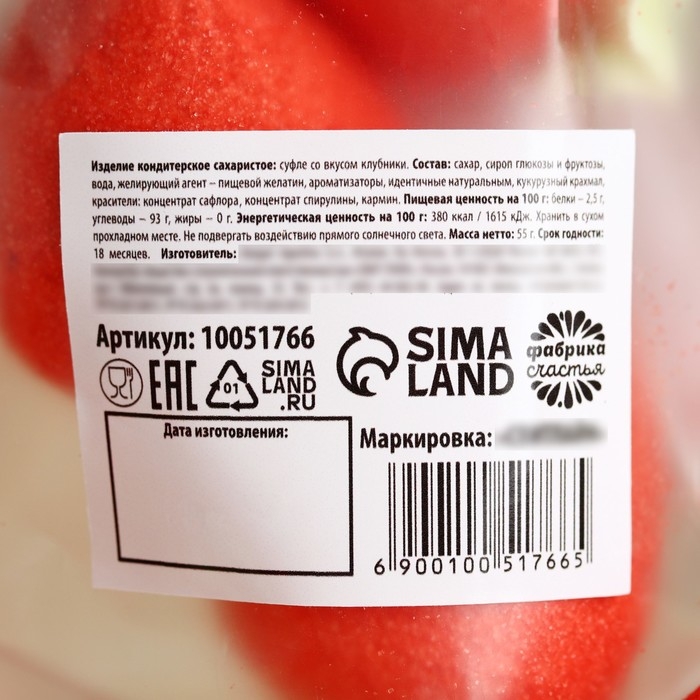 Изделие кондитерское сахаристое: суфле со вкусом клубники. Состав: сахар, сироп глюкозы и фруктозы,
вода, желирующий агент – пищевой желатин, ароматизаторы, идентичные натуральным, кукурузный крахмал,
красители: концентрат сафлора, концентрат спирулины, кармин. Пищевая ценность на 100 г: белки – 2,5 г,
углеводы – 93 г, жиры – 0 г. Энергетическая ценность на 100 г: 380 ккал / 1615 кДж. Хранить в сухом
прохладном месте. Не подвергать воздействию прямого солнечного света. Масса нетто: 55 г. Срок годности:
18 месяцев. Изготовитель:
Артикул: 10051766
EAC
01
SIMA
LAND
.RU
SIMA
LAND
фабрика
счастья
Дата изготовления:
Маркировка:
6 900100 517665